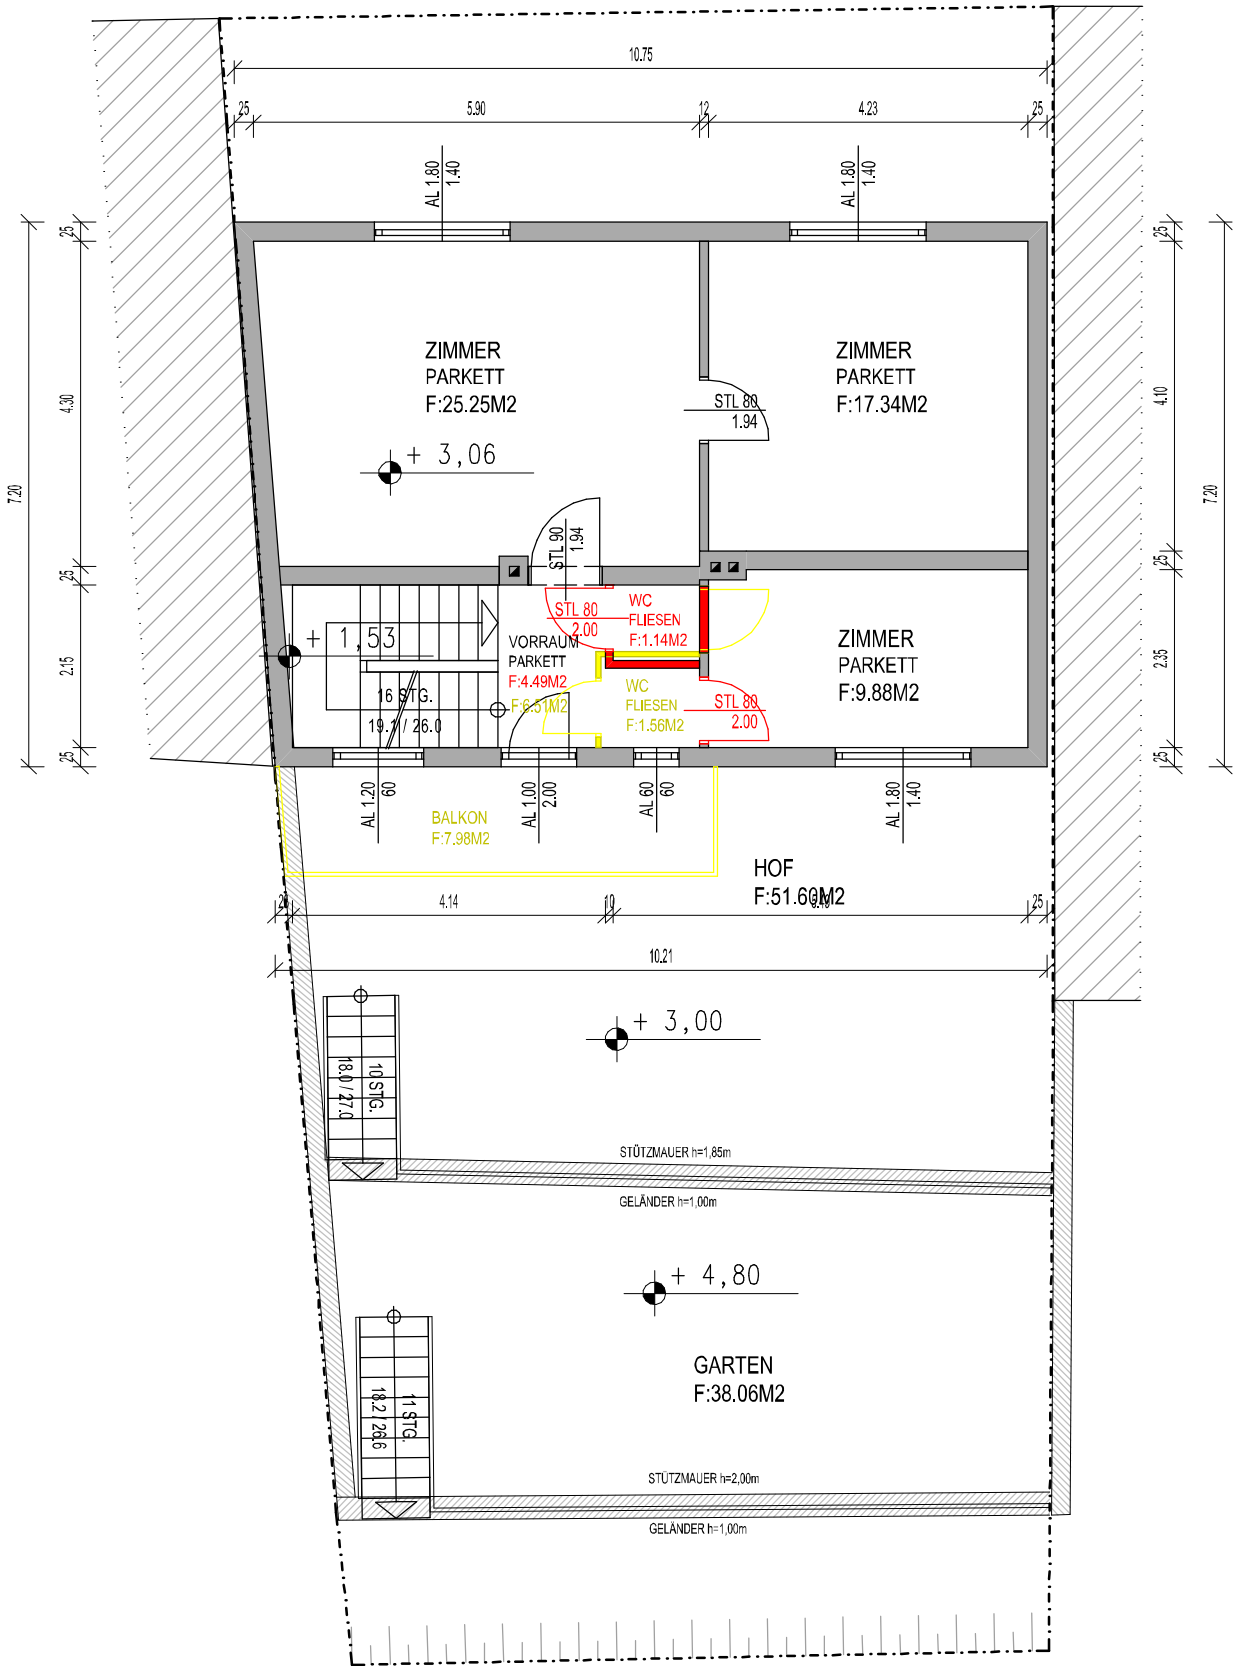 10.75
25
5.90
12
4.23
25
AL 1.80
1.40
AL 1.80
1.40
25
4.30
25
2.15
25
7.20
25
4.10
25
2.35
25
7.20
ZIMMER
PARKETT
F:25.25M2
+ 3,06
ZIMMER
PARKETT
F:17.34M2
STL 80
1.94
STL 90
1.94
STL 80
2.00
WC
FLIESEN
F:1.14M2
+ 1,53
VORRAUM
PARKETT
F:4.49M2
F:6.51M2
16 STG.
19.1 / 26.0
WC
FLIESEN
F:1.56M2
STL 80
2.00
ZIMMER
PARKETT
F:9.88M2
AL 1.20
60
AL 1.00
2.00
AL 60
60
AL 1.80
1.40
BALKON
F:7.98M2
HOF
F:51.60M2
4.14
10
25
10.21
+ 3,00
10 STG.
18.0 / 27.0
STÜTZMAUER h=1,85m
GELÄNDER h=1,00m
+ 4,80
GARTEN
F:38.06M2
11 STG.
18.2 / 26.6
STÜTZMAUER h=2,00m
GELÄNDER h=1,00m